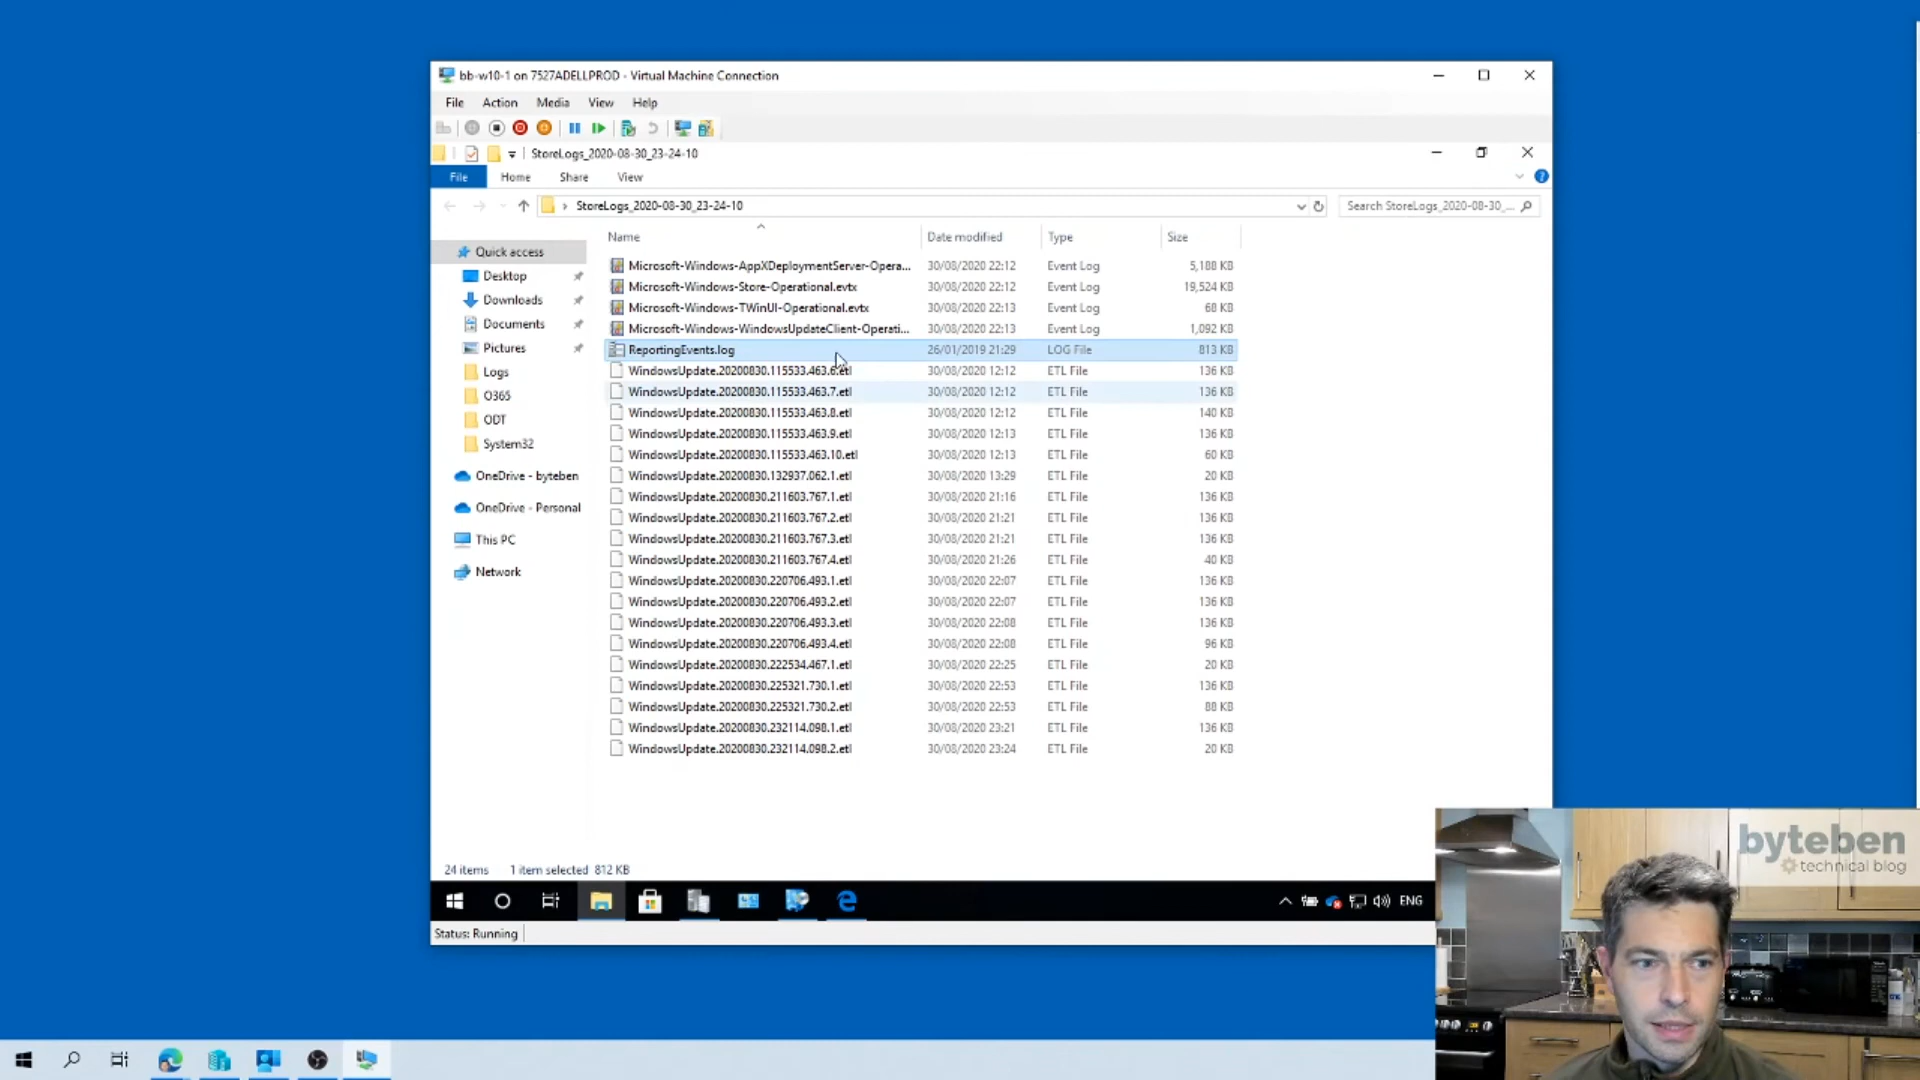 bb-w10-1 on 7527ADELLPROD - Virtual Machine Connection
File Action Media View Help
StoreLogs_2020-08-30_23-24-10
File Home Share View
StoreLogs_2020-08-30_23-24-10
Search StoreLogs_2020-08-30_...
Name Date modified Type Size
Quick access
Desktop
Downloads
Documents
Pictures
Logs
O365
ODT
System32
OneDrive - byteben
OneDrive - Personal
This PC
Network
Microsoft-Windows-AppXDeploymentServer-Opera... 30/08/2020 22:12 Event Log 5,188 KB
Microsoft-Windows-Store-Operational.evtx 30/08/2020 22:12 Event Log 19,524 KB
Microsoft-Windows-TWinUI-Operational.evtx 30/08/2020 22:13 Event Log 68 KB
Microsoft-Windows-WindowsUpdateClient-Operati... 30/08/2020 22:13 Event Log 1,092 KB
ReportingEvents.log 26/01/2019 21:29 LOG File 813 KB
WindowsUpdate.20200830.115533.463.6.etl 30/08/2020 12:12 ETL File 136 KB
WindowsUpdate.20200830.115533.463.7.etl 30/08/2020 12:12 ETL File 136 KB
WindowsUpdate.20200830.115533.463.8.etl 30/08/2020 12:12 ETL File 140 KB
WindowsUpdate.20200830.115533.463.9.etl 30/08/2020 12:13 ETL File 136 KB
WindowsUpdate.20200830.115533.463.10.etl 30/08/2020 12:13 ETL File 60 KB
WindowsUpdate.20200830.132937.062.1.etl 30/08/2020 13:29 ETL File 20 KB
WindowsUpdate.20200830.211603.767.1.etl 30/08/2020 21:16 ETL File 136 KB
WindowsUpdate.20200830.211603.767.2.etl 30/08/2020 21:21 ETL File 136 KB
WindowsUpdate.20200830.211603.767.3.etl 30/08/2020 21:21 ETL File 136 KB
WindowsUpdate.20200830.211603.767.4.etl 30/08/2020 21:26 ETL File 40 KB
WindowsUpdate.20200830.220706.493.1.etl 30/08/2020 22:07 ETL File 136 KB
WindowsUpdate.20200830.220706.493.2.etl 30/08/2020 22:07 ETL File 136 KB
WindowsUpdate.20200830.220706.493.3.etl 30/08/2020 22:08 ETL File 136 KB
WindowsUpdate.20200830.220706.493.4.etl 30/08/2020 22:08 ETL File 96 KB
WindowsUpdate.20200830.222534.467.1.etl 30/08/2020 22:25 ETL File 20 KB
WindowsUpdate.20200830.225321.730.1.etl 30/08/2020 22:53 ETL File 136 KB
WindowsUpdate.20200830.225321.730.2.etl 30/08/2020 22:53 ETL File 88 KB
WindowsUpdate.20200830.232114.098.1.etl 30/08/2020 23:21 ETL File 136 KB
WindowsUpdate.20200830.232114.098.2.etl 30/08/2020 23:24 ETL File 20 KB
24 items 1 item selected 812 KB
ENG
Status: Running
byteben
technical blog